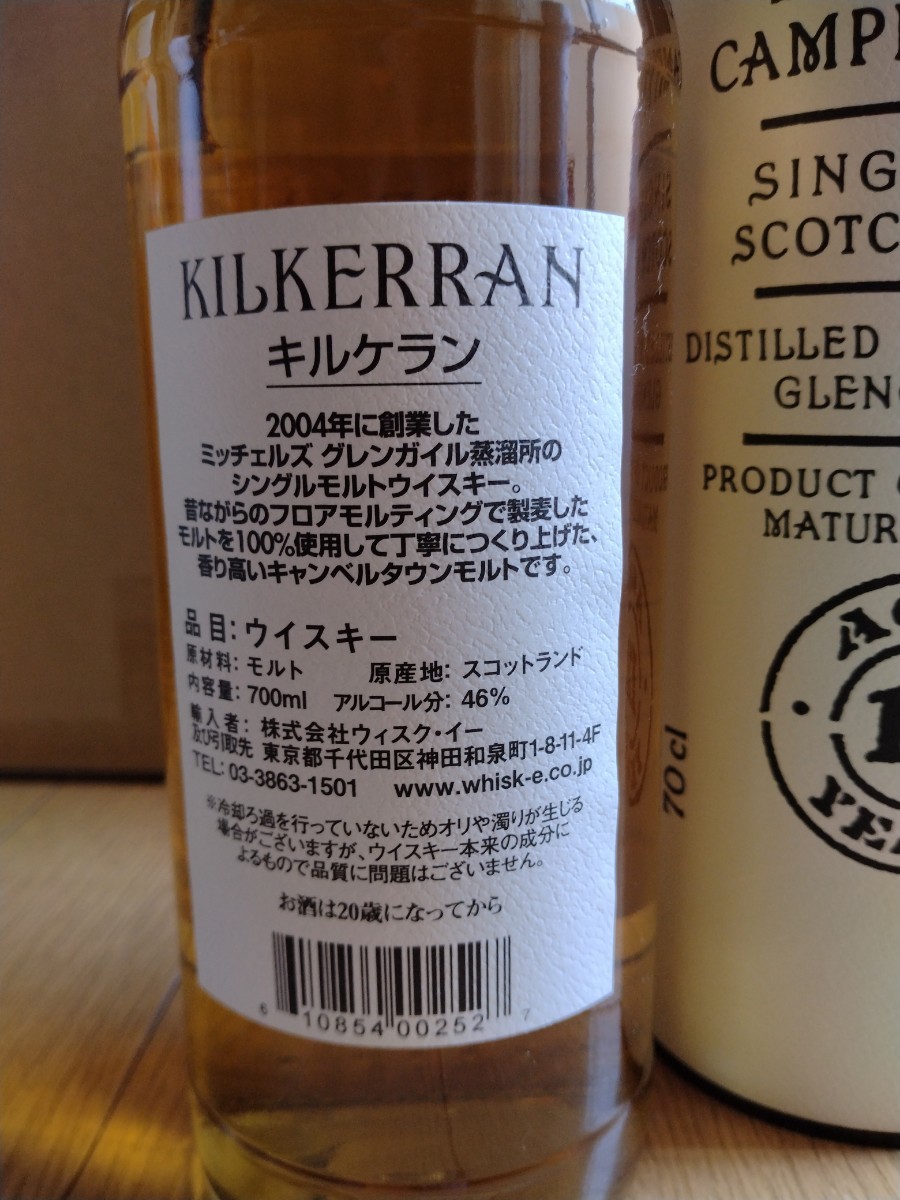 KILKERRAN
キルケラン
2004年に創業した
ミッチェルズ グレンガイル蒸溜所の
シングルモルトウイスキー。
昔ながらのフロアモルティングで製麦した
モルトを100%使用して丁寧につくり上げた、
香り高いキャンベルタウンモルトです。
品目: ウイスキー
原材料: モルト 原産地: スコットランド
内容量: 700ml アルコール分: 46%
輸入者: 株式会社ウィスク・イー
及び引取先 東京都千代田区神田和泉町1-8-11-4F
TEL: 03-3863-1501 www.whisk-e.co.jp
※冷却ろ過を行っていないためオリや濁りが生じる
場合がございますが、ウイスキー本来の成分に
よるもので品質に問題はございません。
お酒は20歳になってから
6 10854 00252 7
CAMP
SING
SCOTC
DISTILLED
GLEN
PRODUCT
MATUR
70cl